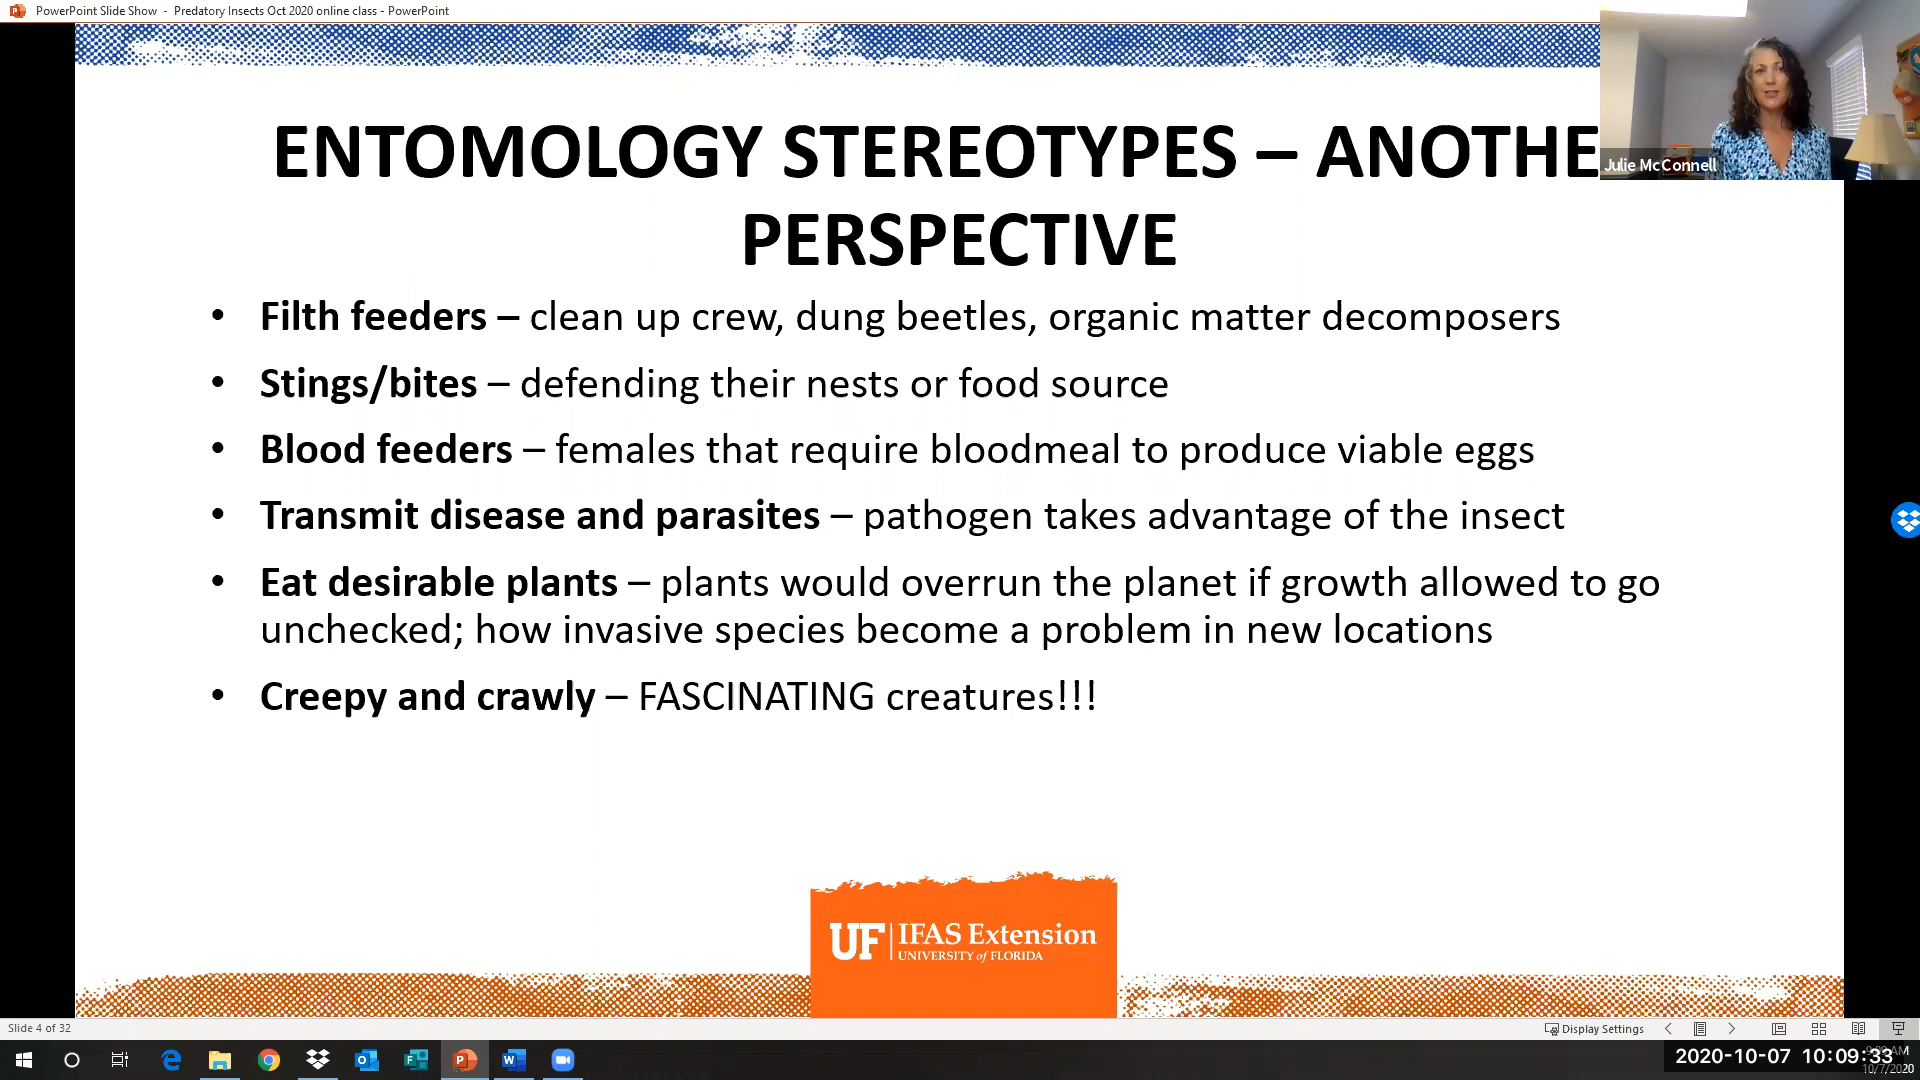 PowerPoint Slide Show - Predatory Insects Oct 2020 online class - PowerPoint
ENTOMOLOGY STEREOTYPES – ANOTHE
PERSPECTIVE
Julie McConnell
• Filth feeders – clean up crew, dung beetles, organic matter decomposers
• Stings/bites – defending their nests or food source
• Blood feeders – females that require bloodmeal to produce viable eggs
• Transmit disease and parasites – pathogen takes advantage of the insect
• Eat desirable plants – plants would overrun the planet if growth allowed to go
unchecked; how invasive species become a problem in new locations
• Creepy and crawly – FASCINATING creatures!!!
UF IFAS Extension
UNIVERSITY of FLORIDA
Slide 4 of 32
Display Settings
2020-10-07 10:09:33
10/7/2020